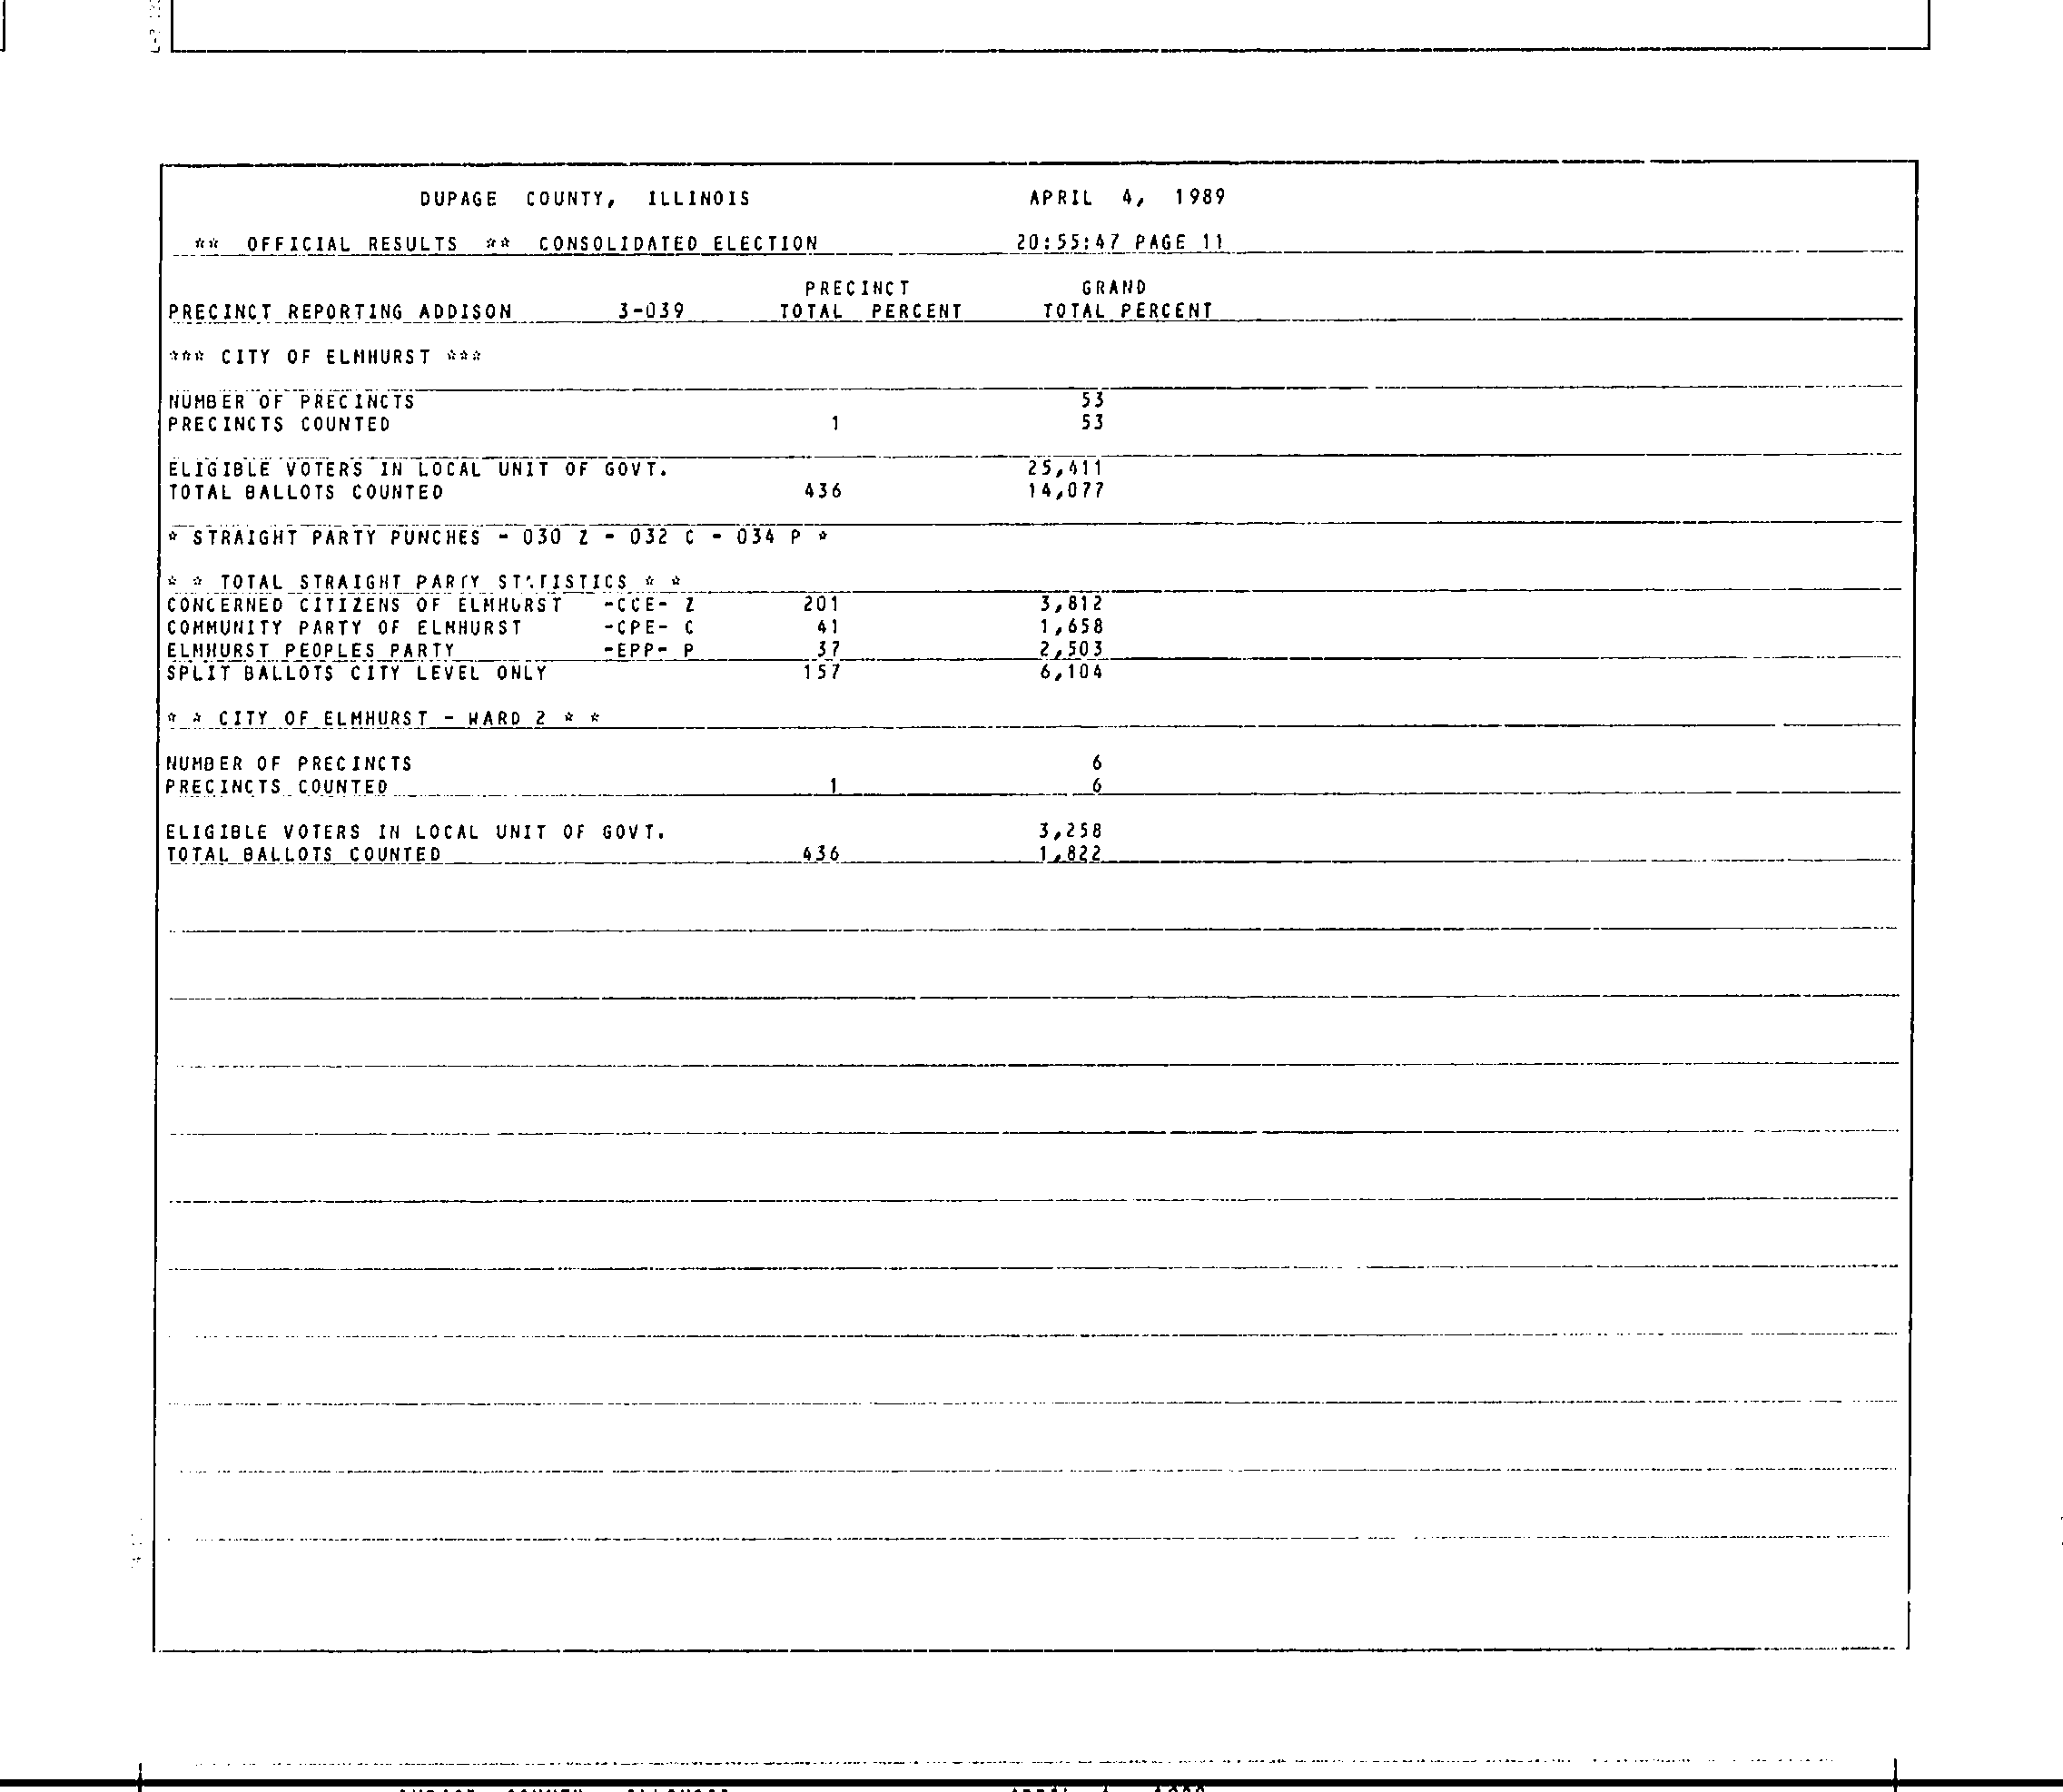 DUPAGE COUNTY, ILLINOIS APRIL 4, 1989
** OFFICIAL RESULTS ** CONSOLIDATED ELECTION 20:55:47 PAGE 11
PRECINCT GRAND
PRECINCT REPORTING ADDISON 3-039 TOTAL PERCENT TOTAL PERCENT
*** CITY OF ELMHURST ***
NUMBER OF PRECINCTS 53
PRECINCTS COUNTED 1 53
ELIGIBLE VOTERS IN LOCAL UNIT OF GOVT. 25,411
TOTAL BALLOTS COUNTED 436 14,077
* STRAIGHT PARTY PUNCHES - 030 Z - 032 C - 034 P *
* * TOTAL STRAIGHT PARTY STATISTICS * *
CONCERNED CITIZENS OF ELMHURST -CCE- Z 201 3,812
COMMUNITY PARTY OF ELMHURST -CPE- C 41 1,658
ELMHURST PEOPLES PARTY -EPP- P 37 2,503
SPLIT BALLOTS CITY LEVEL ONLY 157 6,104
* * CITY OF ELMHURST - WARD 2 * *
NUMBER OF PRECINCTS 6
PRECINCTS COUNTED 1 6
ELIGIBLE VOTERS IN LOCAL UNIT OF GOVT. 3,258
TOTAL BALLOTS COUNTED 436 1,822